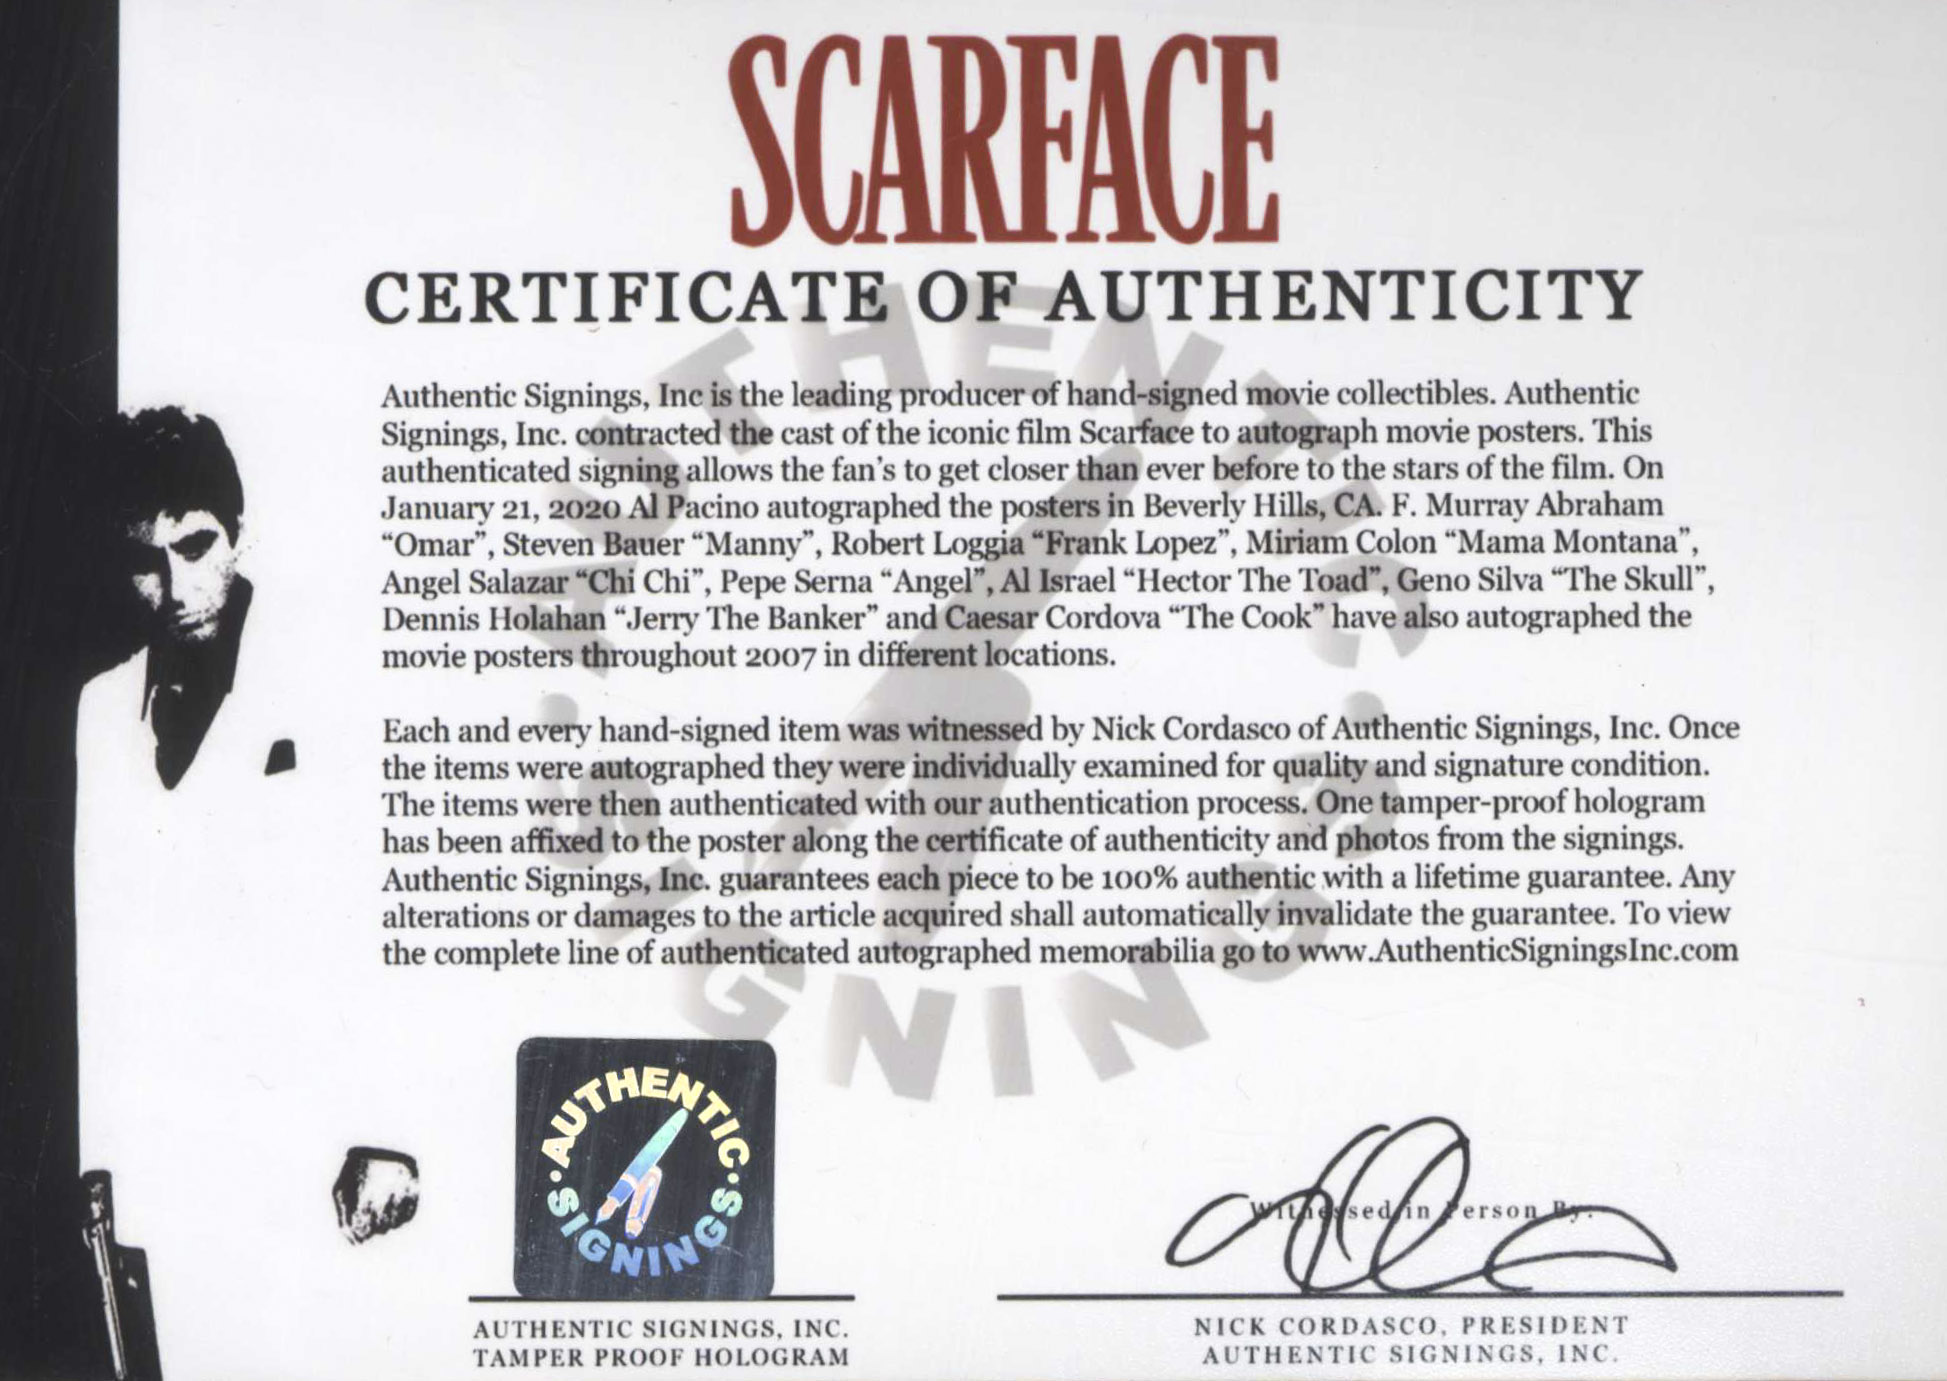 SCARFACE
CERTIFICATE OF AUTHENTICITY
Authentic Signings, Inc is the leading producer of hand-signed movie collectibles. Authentic
Signings, Inc. contracted the cast of the iconic film Scarface to autograph movie posters. This
authenticated signing allows the fan's to get closer than ever before to the stars of the film. On
January 21, 2020 Al Pacino autographed the posters in Beverly Hills, CA. F. Murray Abraham
“Omar”, Steven Bauer “Manny”, Robert Loggia “Frank Lopez”, Miriam Colon “Mama Montana”,
Angel Salazar “Chi Chi”, Pepe Serna “Angel”, Al Israel “Hector The Toad”, Geno Silva “The Skull”,
Dennis Holahan “Jerry The Banker” and Caesar Cordova “The Cook” have also autographed the
movie posters throughout 2007 in different locations.
Each and every hand-signed item was witnessed by Nick Cordasco of Authentic Signings, Inc. Once
the items were autographed they were individually examined for quality and signature condition.
The items were then authenticated with our authentication process. One tamper-proof hologram
has been affixed to the poster along the certificate of authenticity and photos from the signings.
Authentic Signings, Inc. guarantees each piece to be 100% authentic with a lifetime guarantee. Any
alterations or damages to the article acquired shall automatically invalidate the guarantee. To view
the complete line of authenticated autographed memorabilia go to www.AuthenticSigningsInc.com
AUTHENTIC SIGNINGS
AUTHENTIC
SIGNINGS
Witnessed in Person By:
AUTHENTIC SIGNINGS, INC.
TAMPER PROOF HOLOGRAM
NICK CORDASCO, PRESIDENT
AUTHENTIC SIGNINGS, INC.